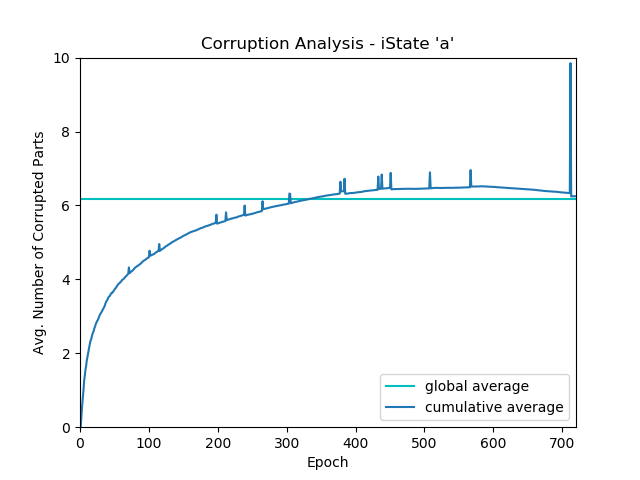 Corruption Analysis - iState 'a'
Avg. Number of Corrupted Parts
10
8
6
4
2
0
0 100 200 300 400 500 600 700
Epoch
global average
cumulative average